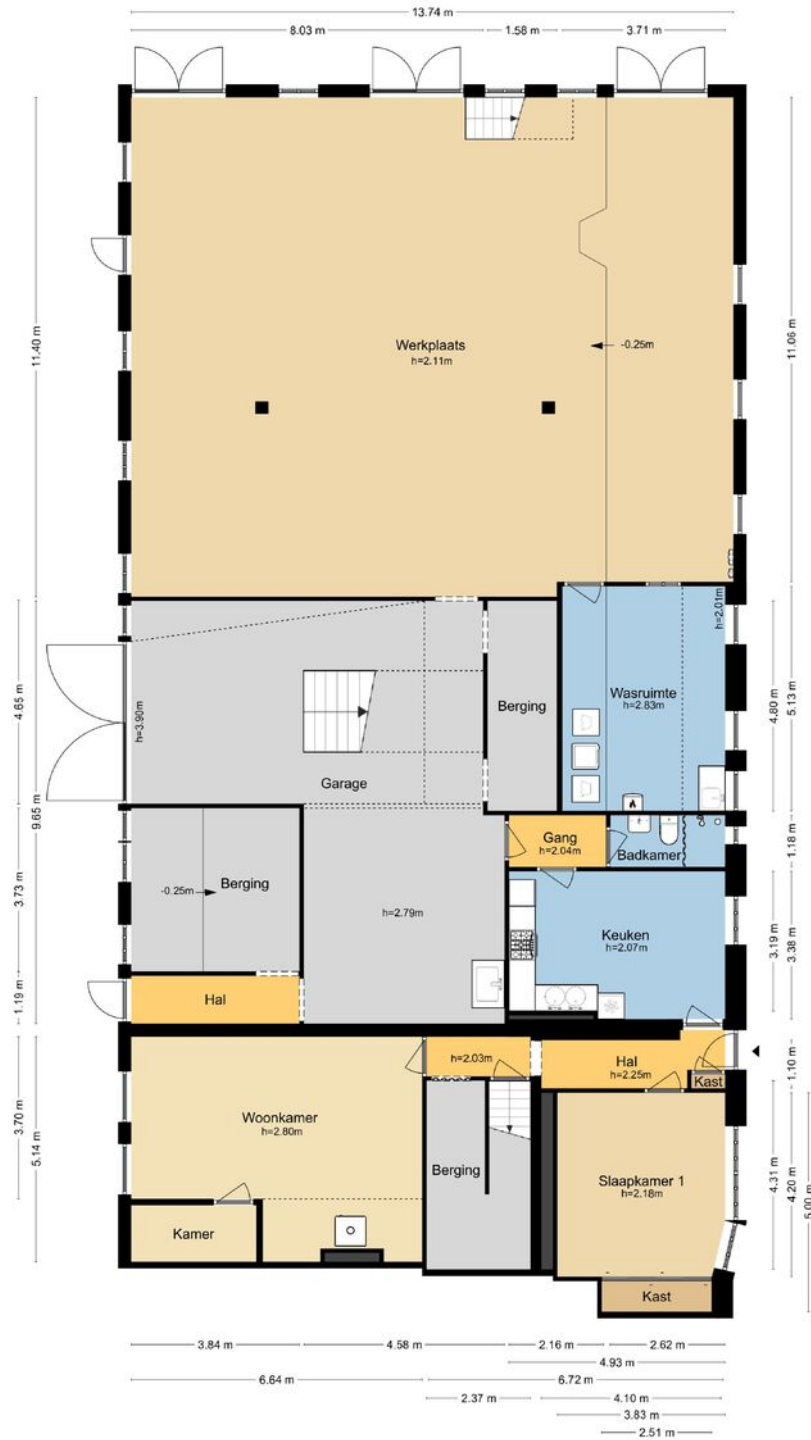 13.74 m
8.03 m
1.58 m
3.71 m
11.40 m
11.06 m
Werkplaats
h=2.11m
-0.25m
h=2.01m
4.65 m
9.65 m
h=3.90m
Berging
Wasruimte
h=2.83m
4.80 m
5.13 m
Garage
Gang
h=2.04m
Badkamer
1.18 m
3.73 m
-0.25m
Berging
h=2.79m
Keuken
h=2.07m
3.19 m
3.38 m
1.19 m
Hal
h=2.03m
Hal
h=2.25m
Kast
1.10 m
3.70 m
5.14 m
Woonkamer
h=2.80m
Berging
Slaapkamer 1
h=2.18m
4.31 m
4.20 m
5.00 m
Kamer
Kast
3.84 m
4.58 m
2.16 m
2.62 m
4.93 m
6.64 m
6.72 m
2.37 m
4.10 m
3.83 m
2.51 m